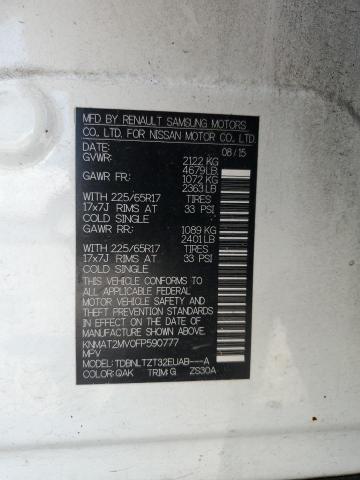 MFD BY RENAULT SAMSUNG MOTORS
CO., LTD. FOR NISSAN MOTOR CO., LTD.
DATE: 08/15
GVWR: 2122 KG
4679LB
GAWR FR: 1072 KG
2363 LB
WITH 225/65R17 TIRES
17x7J RIMS AT 33 PSI
COLD SINGLE
GAWR RR: 1089 KG
2401LB
WITH 225/65R17 TIRES
17x7J RIMS AT 33 PSI
COLD SINGLE
THIS VEHICLE CONFORMS TO
ALL APPLICABLE FEDERAL
MOTOR VEHICLE SAFETY AND
THEFT PREVENTION STANDARDS
IN EFFECT ON THE DATE OF
MANUFACTURE SHOWN ABOVE.
KNMAT2MV0FP590777
MPV
MODEL: TDBNLTZT32EUAB---A
COLOR: QAK TRIM: G ZS30A